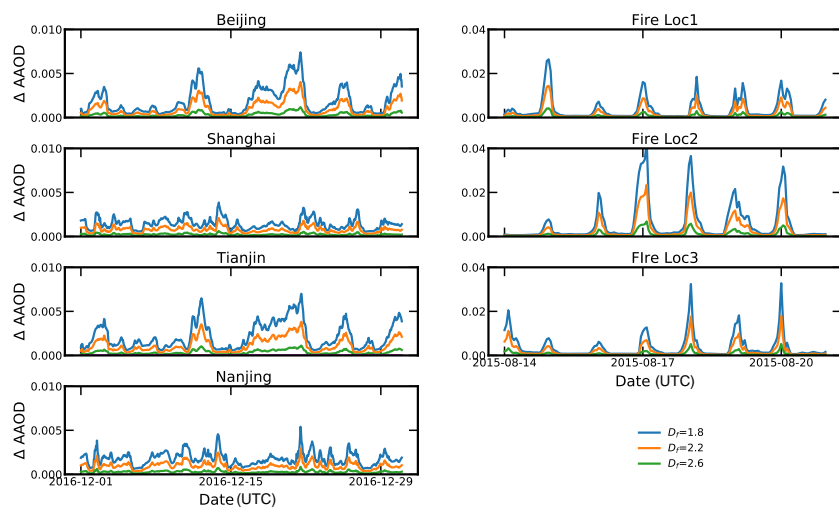 Beijing
Fire Loc1
0.010
0.005
0.000
Δ AAOD
0.04
0.02
0.00
Shanghai
Fire Loc2
0.010
0.005
0.000
Δ AAOD
0.04
0.02
0.00
Tianjin
FIre Loc3
0.010
0.005
0.000
Δ AAOD
0.04
0.02
0.00
2015-08-14 2015-08-17 2015-08-20
Date (UTC)
Nanjing
0.010
0.005
0.000
Δ AAOD
2016-12-01 2016-12-15 2016-12-29
Date (UTC)
D_f=1.8
D_f=2.2
D_f=2.6